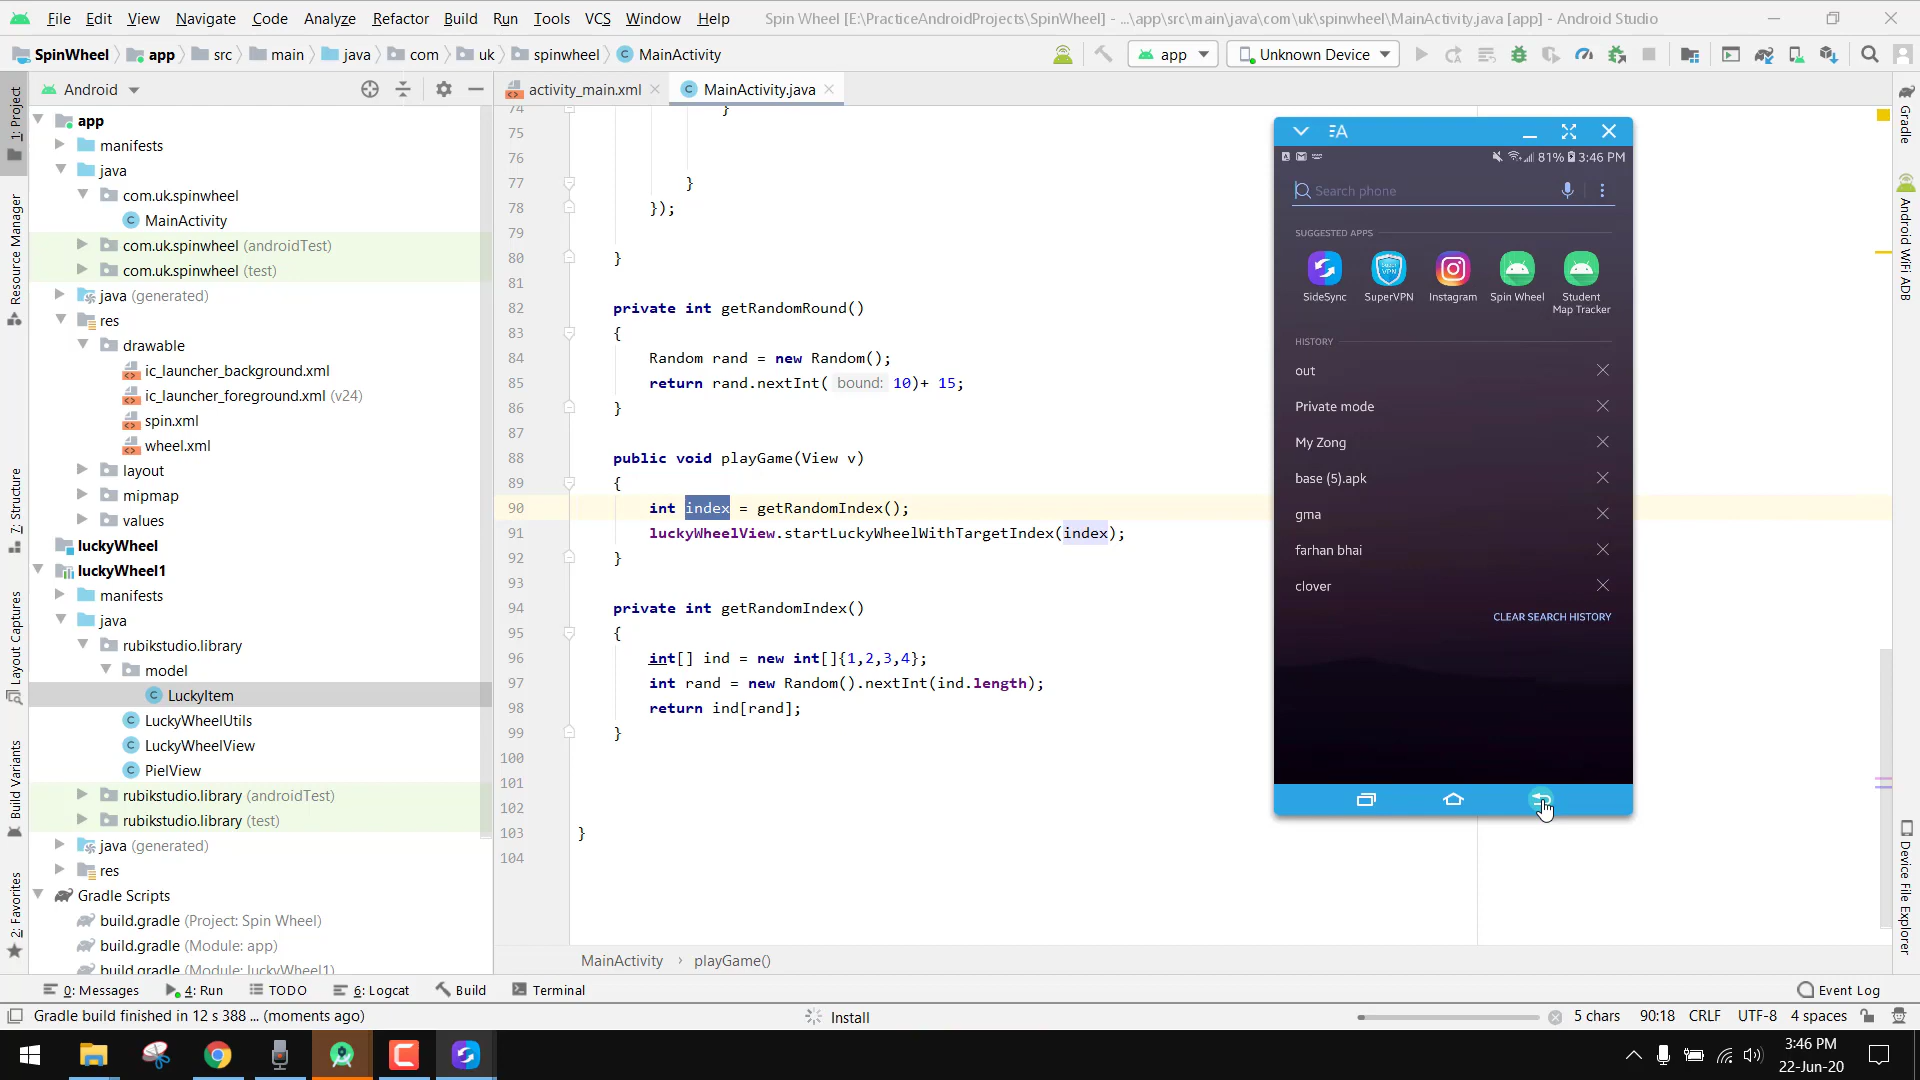 File Edit View Navigate Code Analyze Refactor Build Run Tools VCS Window Help Spin Wheel [E:\PracticeAndroidProjects\SpinWheel] - ...\app\src\main\java\com\uk\spinwheel\MainActivity.java [app] - Android Studio
SpinWheel app src main java com uk spinwheel MainActivity app Unknown Device
Android activity_main.xml MainActivity.java
1: Project
Resource Manager
7: Structure
Layout Captures
Build Variants
2: Favorites
app
manifests
java
com.uk.spinwheel
MainActivity
com.uk.spinwheel (androidTest)
com.uk.spinwheel (test)
java (generated)
res
drawable
ic_launcher_background.xml
ic_launcher_foreground.xml (v24)
spin.xml
wheel.xml
layout
mipmap
values
luckyWheel
luckyWheel1
manifests
java
rubikstudio.library
model
LuckyItem
LuckyWheelUtils
LuckyWheelView
PielView
rubikstudio.library (androidTest)
rubikstudio.library (test)
java (generated)
res
Gradle Scripts
build.gradle (Project: Spin Wheel)
build.gradle (Module: app)
build.gradle (Module: luckyWheel1)
74 }
75
76
77 }
78 });
79
80 }
81
82 private int getRandomRound()
83 {
84 Random rand = new Random();
85 return rand.nextInt( bound: 10)+ 15;
86 }
87
88 public void playGame(View v)
89 {
90 int index = getRandomIndex();
91 luckyWheelView.startLuckyWheelWithTargetIndex(index);
92 }
93
94 private int getRandomIndex()
95 {
96 int[] ind = new int[]{1,2,3,4};
97 int rand = new Random().nextInt(ind.length);
98 return ind[rand];
99 }
100
101
102
103 }
104
MainActivity › playGame()
A
81% 3:46 PM
Search phone
SUGGESTED APPS
SideSync SuperVPN Instagram Spin Wheel Student
Map Tracker
HISTORY
out
Private mode
My Zong
base (5).apk
gma
farhan bhai
clover
CLEAR SEARCH HISTORY
Gradle
Android WiFi ADB
Device File Explorer
0: Messages 4: Run TODO 6: Logcat Build Terminal Event Log
Gradle build finished in 12 s 388 ... (moments ago) Install 5 chars 90:18 CRLF UTF-8 4 spaces
3:46 PM
22-Jun-20